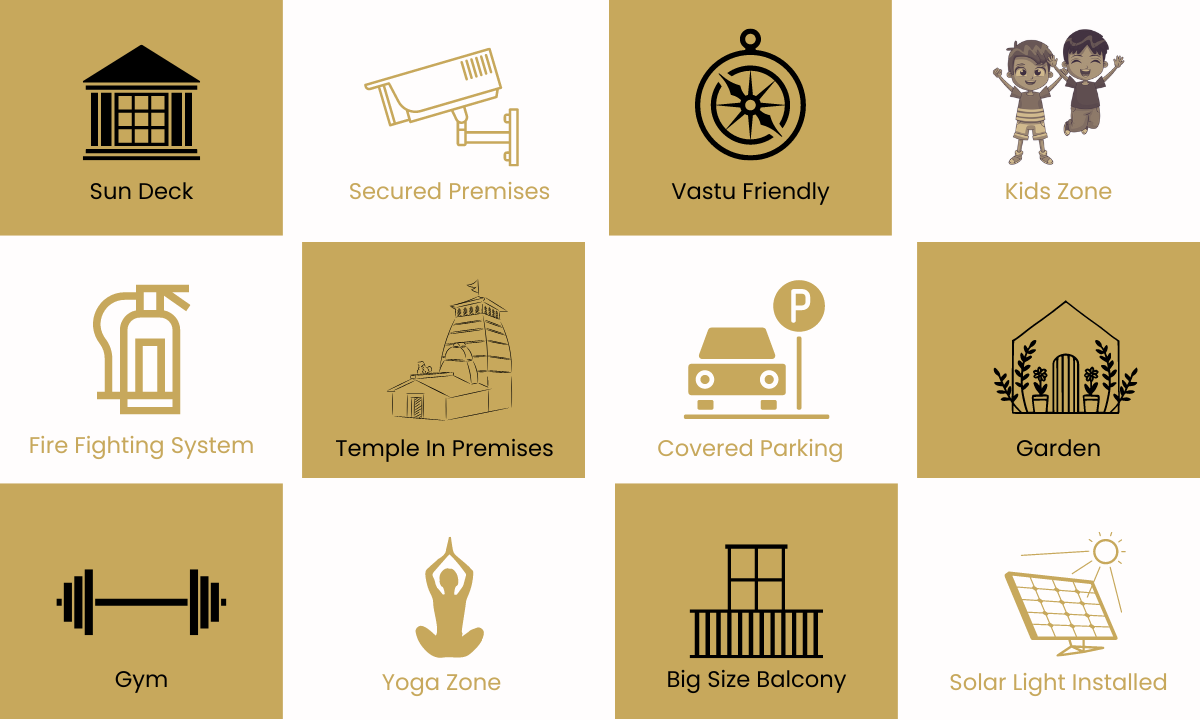 Sun Deck
Secured Premises
Vastu Friendly
Kids Zone
Fire Fighting System
Temple In Premises
P
Covered Parking
Garden
Gym
Yoga Zone
Big Size Balcony
Solar Light Installed